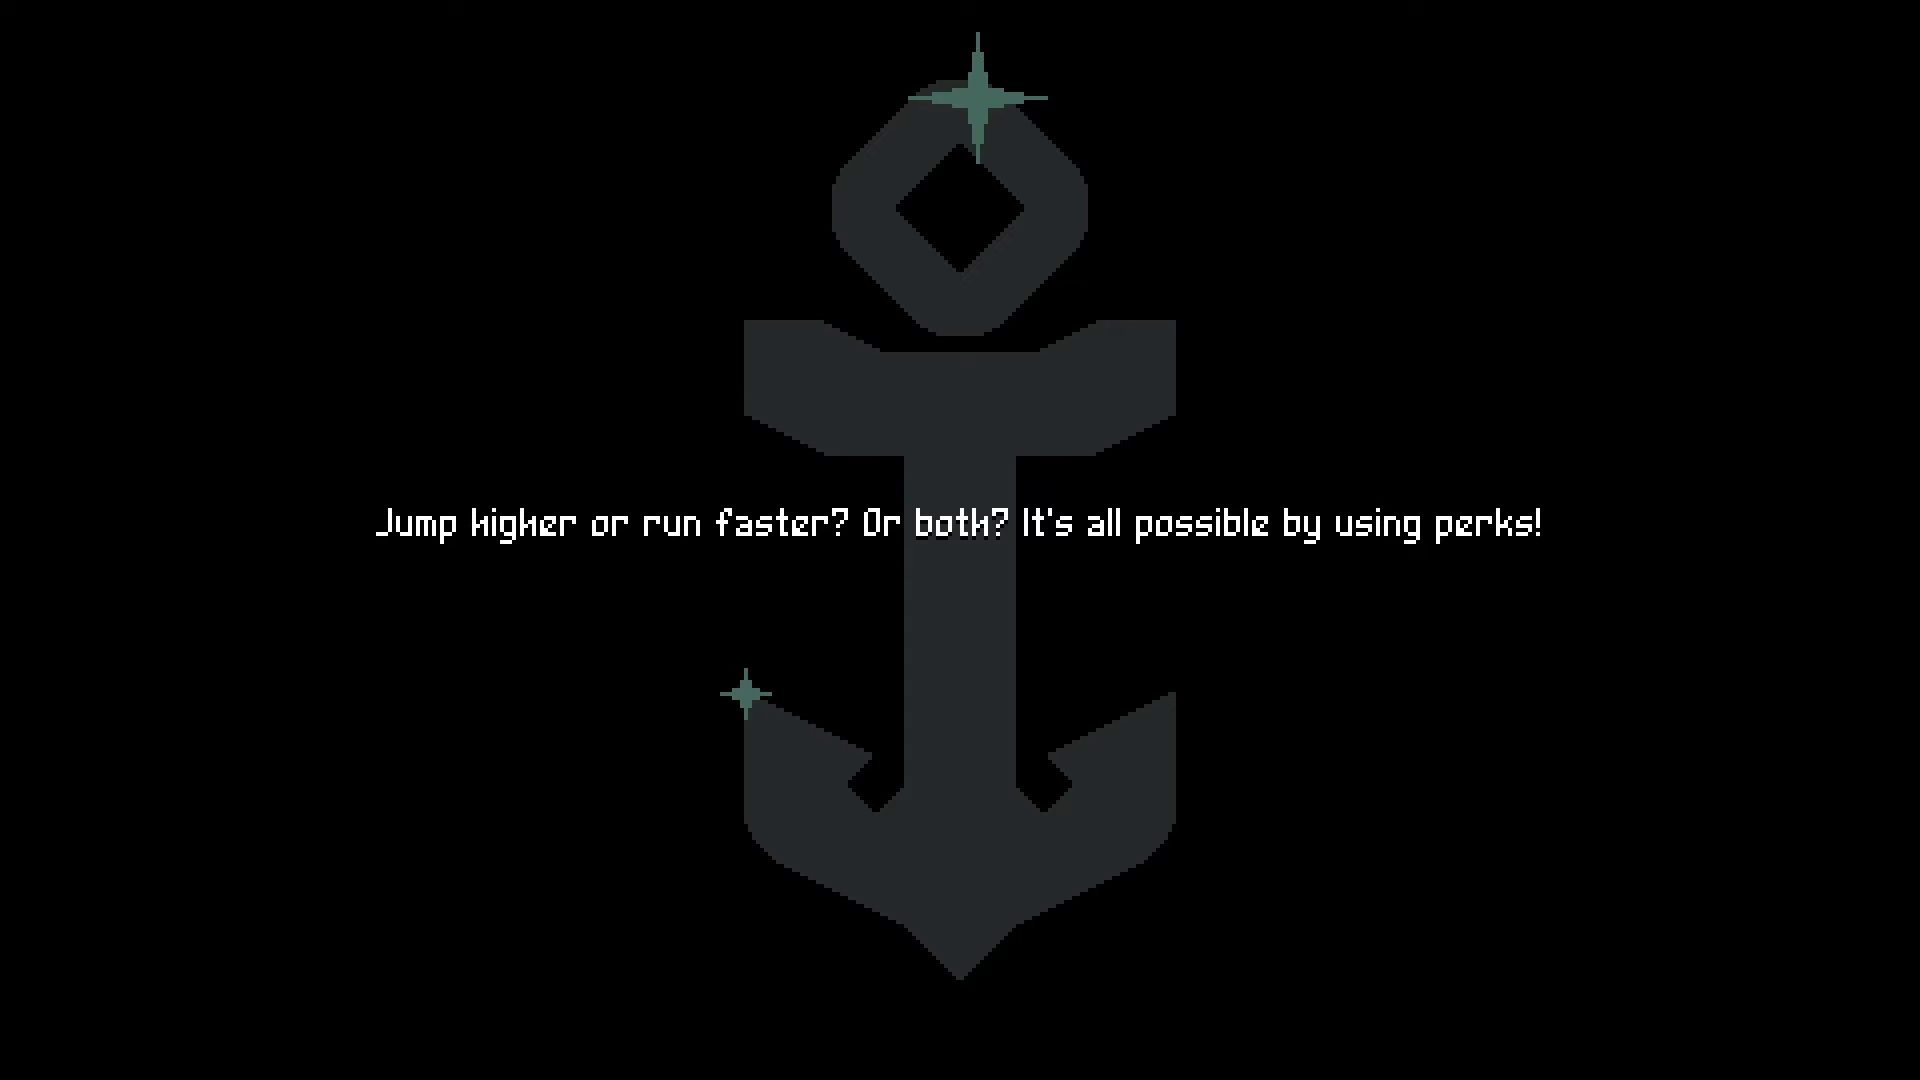 Jump higher or run faster? Or both? It's all possible by using perks!